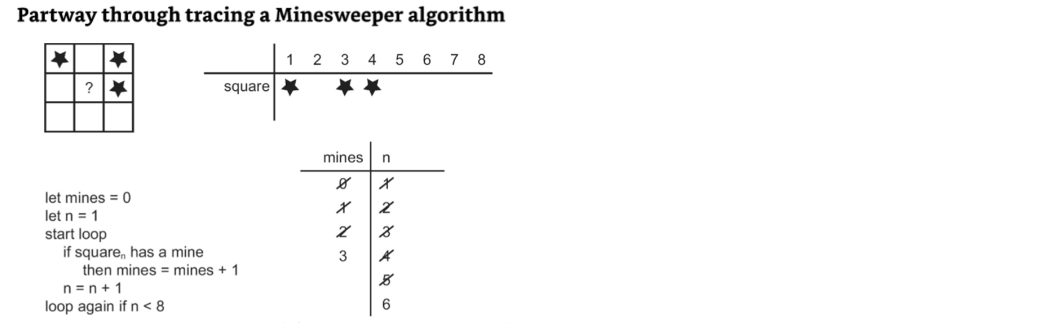 Partway through tracing a Minesweeper algorithm
1 2 3 4 5 6 7 8
? square
mines n
0 1
1 2
2 3
3 4
5
6
let mines = 0
let n = 1
start loop
if squareₙ has a mine
then mines = mines + 1
n = n + 1
loop again if n < 8